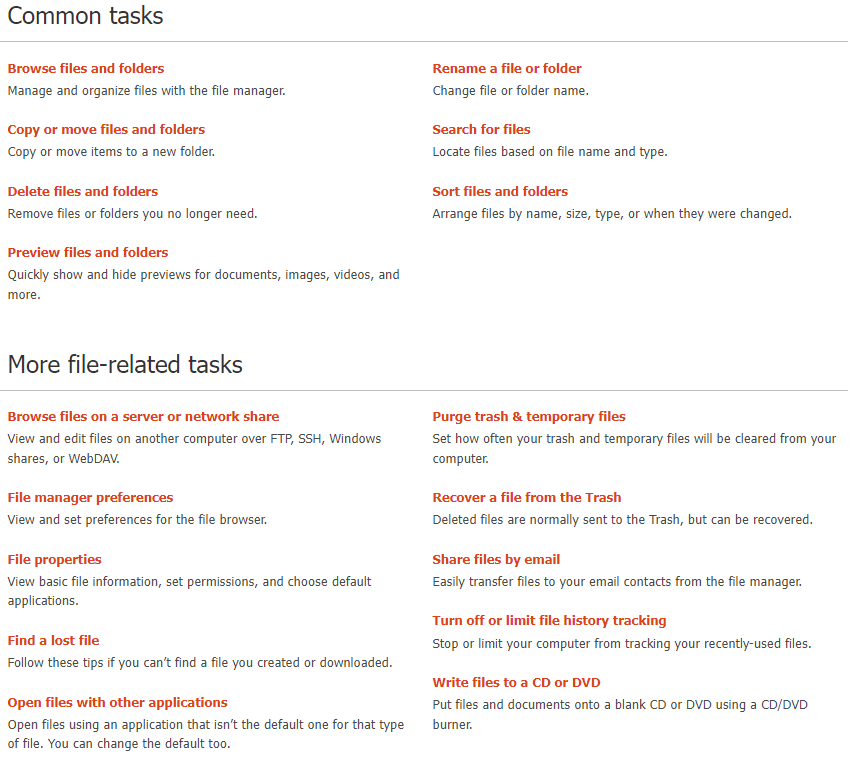 Common tasks
Browse files and folders
Manage and organize files with the file manager.
Copy or move files and folders
Copy or move items to a new folder.
Delete files and folders
Remove files or folders you no longer need.
Preview files and folders
Quickly show and hide previews for documents, images, videos, and
more.
Rename a file or folder
Change file or folder name.
Search for files
Locate files based on file name and type.
Sort files and folders
Arrange files by name, size, type, or when they were changed.
More file-related tasks
Browse files on a server or network share
View and edit files on another computer over FTP, SSH, Windows
shares, or WebDAV.
File manager preferences
View and set preferences for the file browser.
File properties
View basic file information, set permissions, and choose default
applications.
Find a lost file
Follow these tips if you can’t find a file you created or downloaded.
Open files with other applications
Open files using an application that isn’t the default one for that type
of file. You can change the default too.
Purge trash & temporary files
Set how often your trash and temporary files will be cleared from your
computer.
Recover a file from the Trash
Deleted files are normally sent to the Trash, but can be recovered.
Share files by email
Easily transfer files to your email contacts from the file manager.
Turn off or limit file history tracking
Stop or limit your computer from tracking your recently-used files.
Write files to a CD or DVD
Put files and documents onto a blank CD or DVD using a CD/DVD
burner.